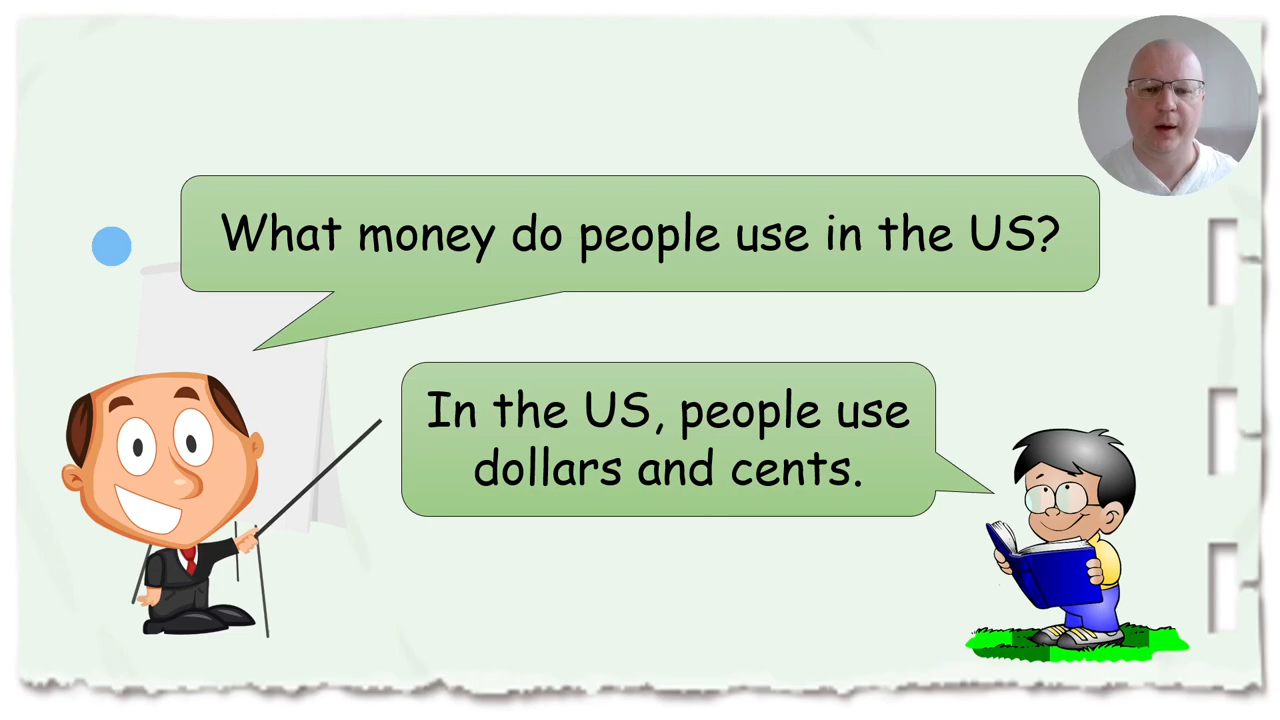 What money do people use in the US?
In the US, people use
dollars and cents.